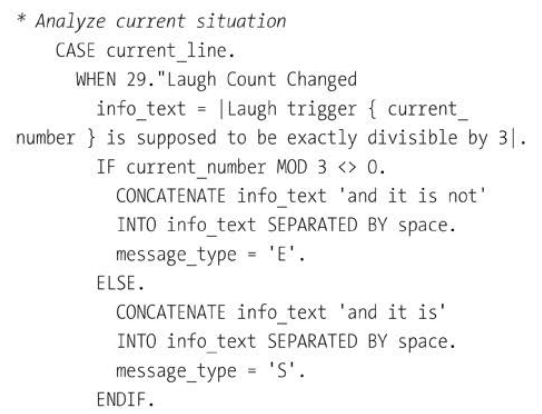 * Analyze current situation
CASE current_line.
WHEN 29."Laugh Count Changed
info_text = |Laugh trigger { current_
number } is supposed to be exactly divisible by 3|.
IF current_number MOD 3 <> 0.
CONCATENATE info_text 'and it is not'
INTO info_text SEPARATED BY space.
message_type = 'E'.
ELSE.
CONCATENATE info_text 'and it is'
INTO info_text SEPARATED BY space.
message_type = 'S'.
ENDIF.